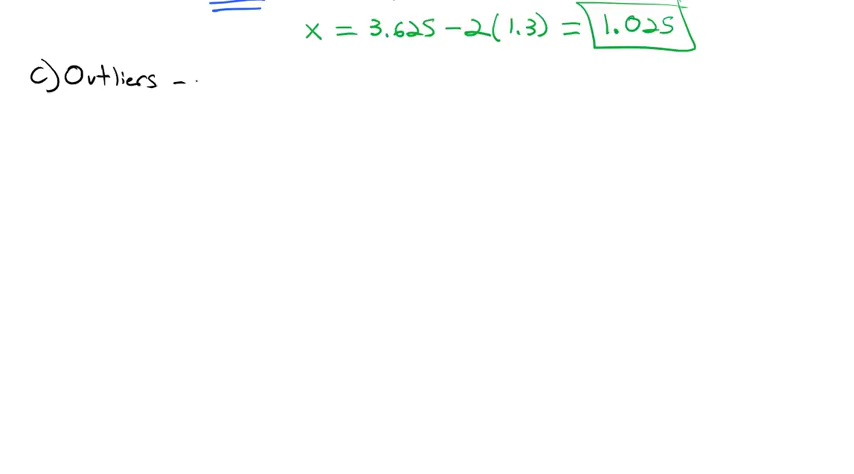 x = 3.625 - 2(1.3) = 1.025
c) Outliers -